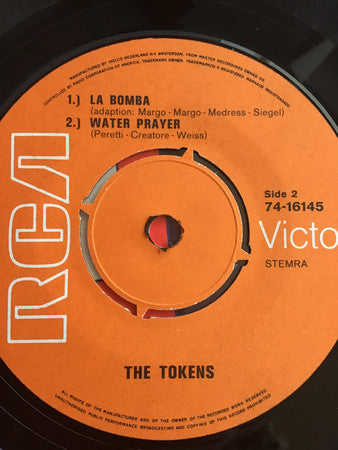 MANUFACTURED BY INELCO NEDERLAND N.V. AMSTERDAM, FROM MASTER RECORDINGS OWNED AND
CONTROLLED BY RADIO CORPORATION OF AMERICA, TRADEMARK OWNER. TRADEMARK(S) ® REGISTERED MARCA(S) REGISTRADA(S)
1.) LA BOMBA
(adaption: Margo - Margo - Medress - Siegel)
2.) WATER PRAYER
(Peretti - Creatore - Weiss)
Side 2
74-16145
RCA
Victo
STEMRA
THE TOKENS
ALL RIGHTS OF THE MANUFACTURER AND OF THE OWNER OF THE RECORDED WORK RESERVED
UNAUTHORISED PUBLIC PERFORMANCE BROADCASTING AND COPYING OF THIS RECORD PROHIBITED